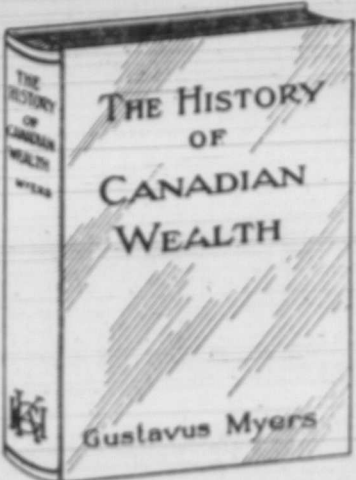 THE
HISTORY
OF
CANADIAN
WEALTH
MYERS
THE HISTORY
OF
CANADIAN
WEALTH
Gustavus Myers